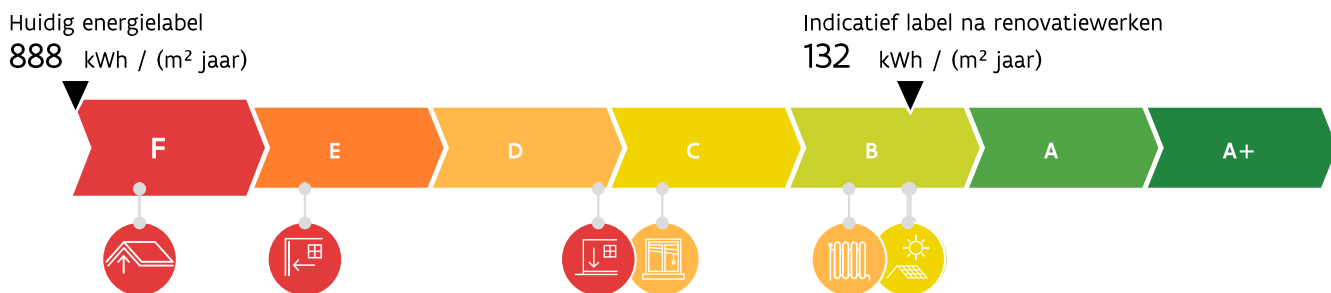 Huidig energielabel
888 kWh / (m² jaar)
Indicatief label na renovatiewerken
132 kWh / (m² jaar)
F E D C B A A+